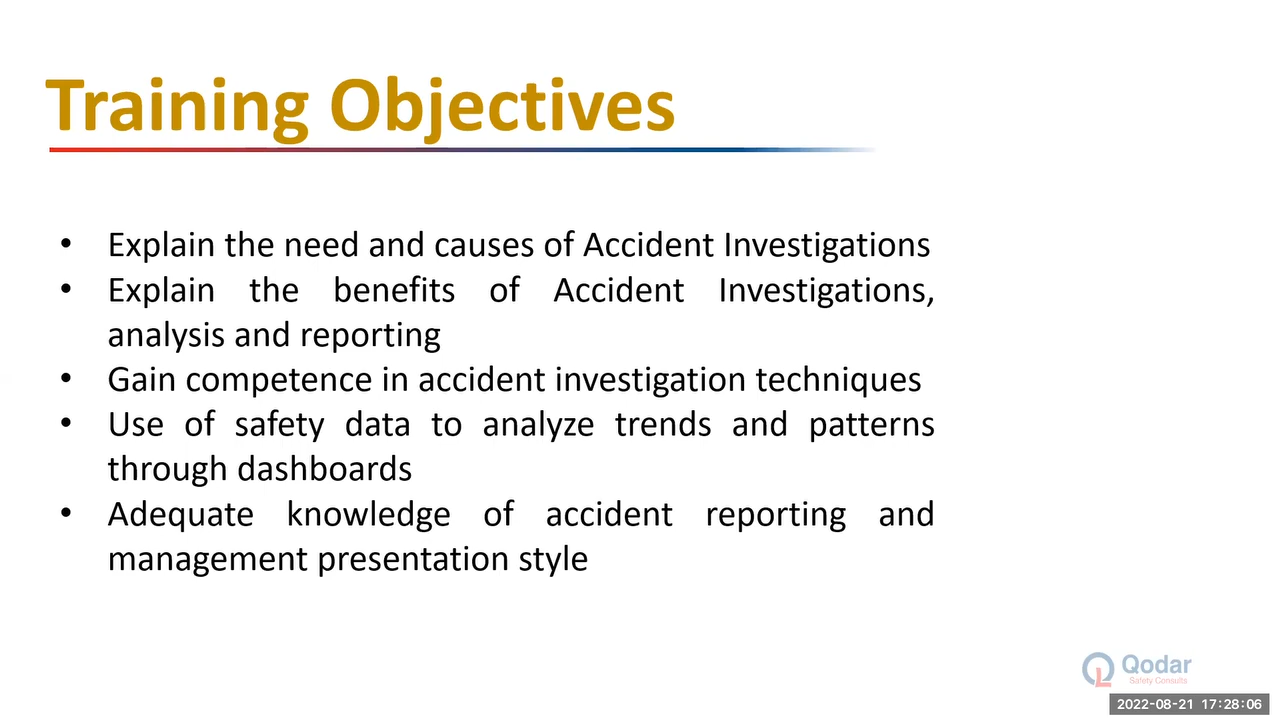 Training Objectives
• Explain the need and causes of Accident Investigations
• Explain the benefits of Accident Investigations,
analysis and reporting
• Gain competence in accident investigation techniques
• Use of safety data to analyze trends and patterns
through dashboards
• Adequate knowledge of accident reporting and
management presentation style
Qodar
Safety Consults
2022-08-21 17:28:06